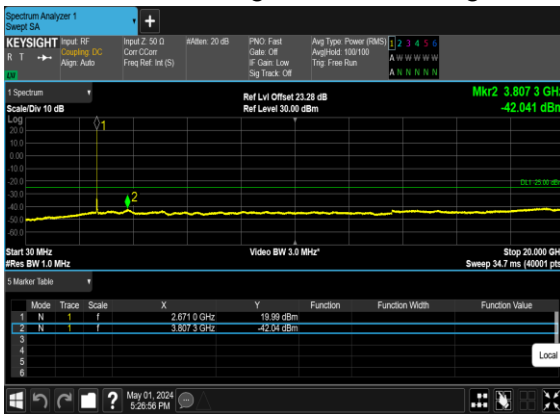 Spectrum Analyzer 1
Swept SA
KEYSIGHT Input: RF Input Z: 50 Ω #Atten: 20 dB PNO: Fast Avg Type: Power (RMS) 1 2 3 4 5 6
R T Coupling: DC Corr CCorr Gate: Off Avg|Hold: 100/100 A W W W W W
Align: Auto Freq Ref: Int (S) IF Gain: Low Trig: Free Run
LV Sig Track: Off A N N N N N
1 Spectrum Ref Lvl Offset 23.28 dB Mkr2 3.807 3 GHz
Scale/Div 10 dB Ref Level 30.00 dBm -42.041 dBm
Log
20.0
10.0
0.00
-10.0
-20.0
-30.0
-40.0
-50.0
-60.0
1
2
DL1 -25.00 dBm
Start 30 MHz Video BW 3.0 MHz* Stop 20.000 GH
#Res BW 1.0 MHz Sweep 34.7 ms (40001 pts
5 Marker Table
Mode Trace Scale X Y Function Function Width Function Value
1 N 1 f 2.671 0 GHz 19.99 dBm
2 N 1 f 3.807 3 GHz -42.04 dBm
3
4
5
6
Local
? May 01, 2024
5:26:56 PM